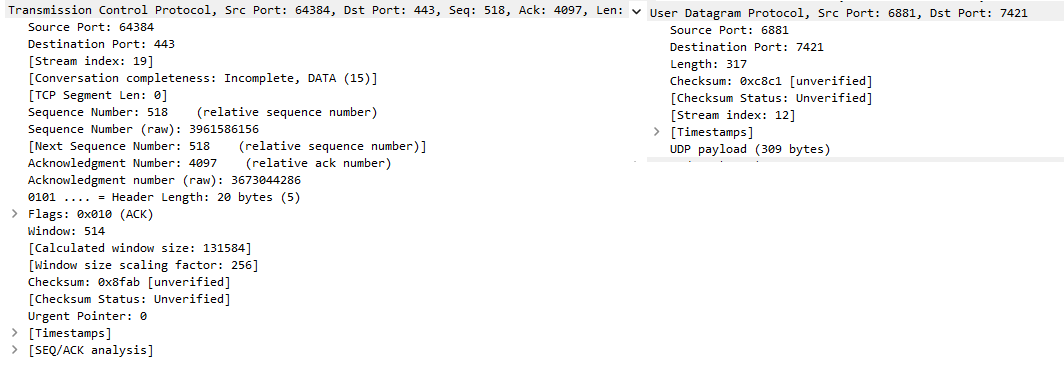 Transmission Control Protocol, Src Port: 64384, Dst Port: 443, Seq: 518, Ack: 4097, Len:
Source Port: 64384
Destination Port: 443
[Stream index: 19]
[Conversation completeness: Incomplete, DATA (15)]
[TCP Segment Len: 0]
Sequence Number: 518    (relative sequence number)
Sequence Number (raw): 3961586156
[Next Sequence Number: 518    (relative sequence number)]
Acknowledgment Number: 4097    (relative ack number)
Acknowledgment number (raw): 3673044286
0101 .... = Header Length: 20 bytes (5)
Flags: 0x010 (ACK)
Window: 514
[Calculated window size: 131584]
[Window size scaling factor: 256]
Checksum: 0x8fab [unverified]
[Checksum Status: Unverified]
Urgent Pointer: 0
[Timestamps]
[SEQ/ACK analysis]
User Datagram Protocol, Src Port: 6881, Dst Port: 7421
Source Port: 6881
Destination Port: 7421
Length: 317
Checksum: 0xc8c1 [unverified]
[Checksum Status: Unverified]
[Stream index: 12]
[Timestamps]
UDP payload (309 bytes)